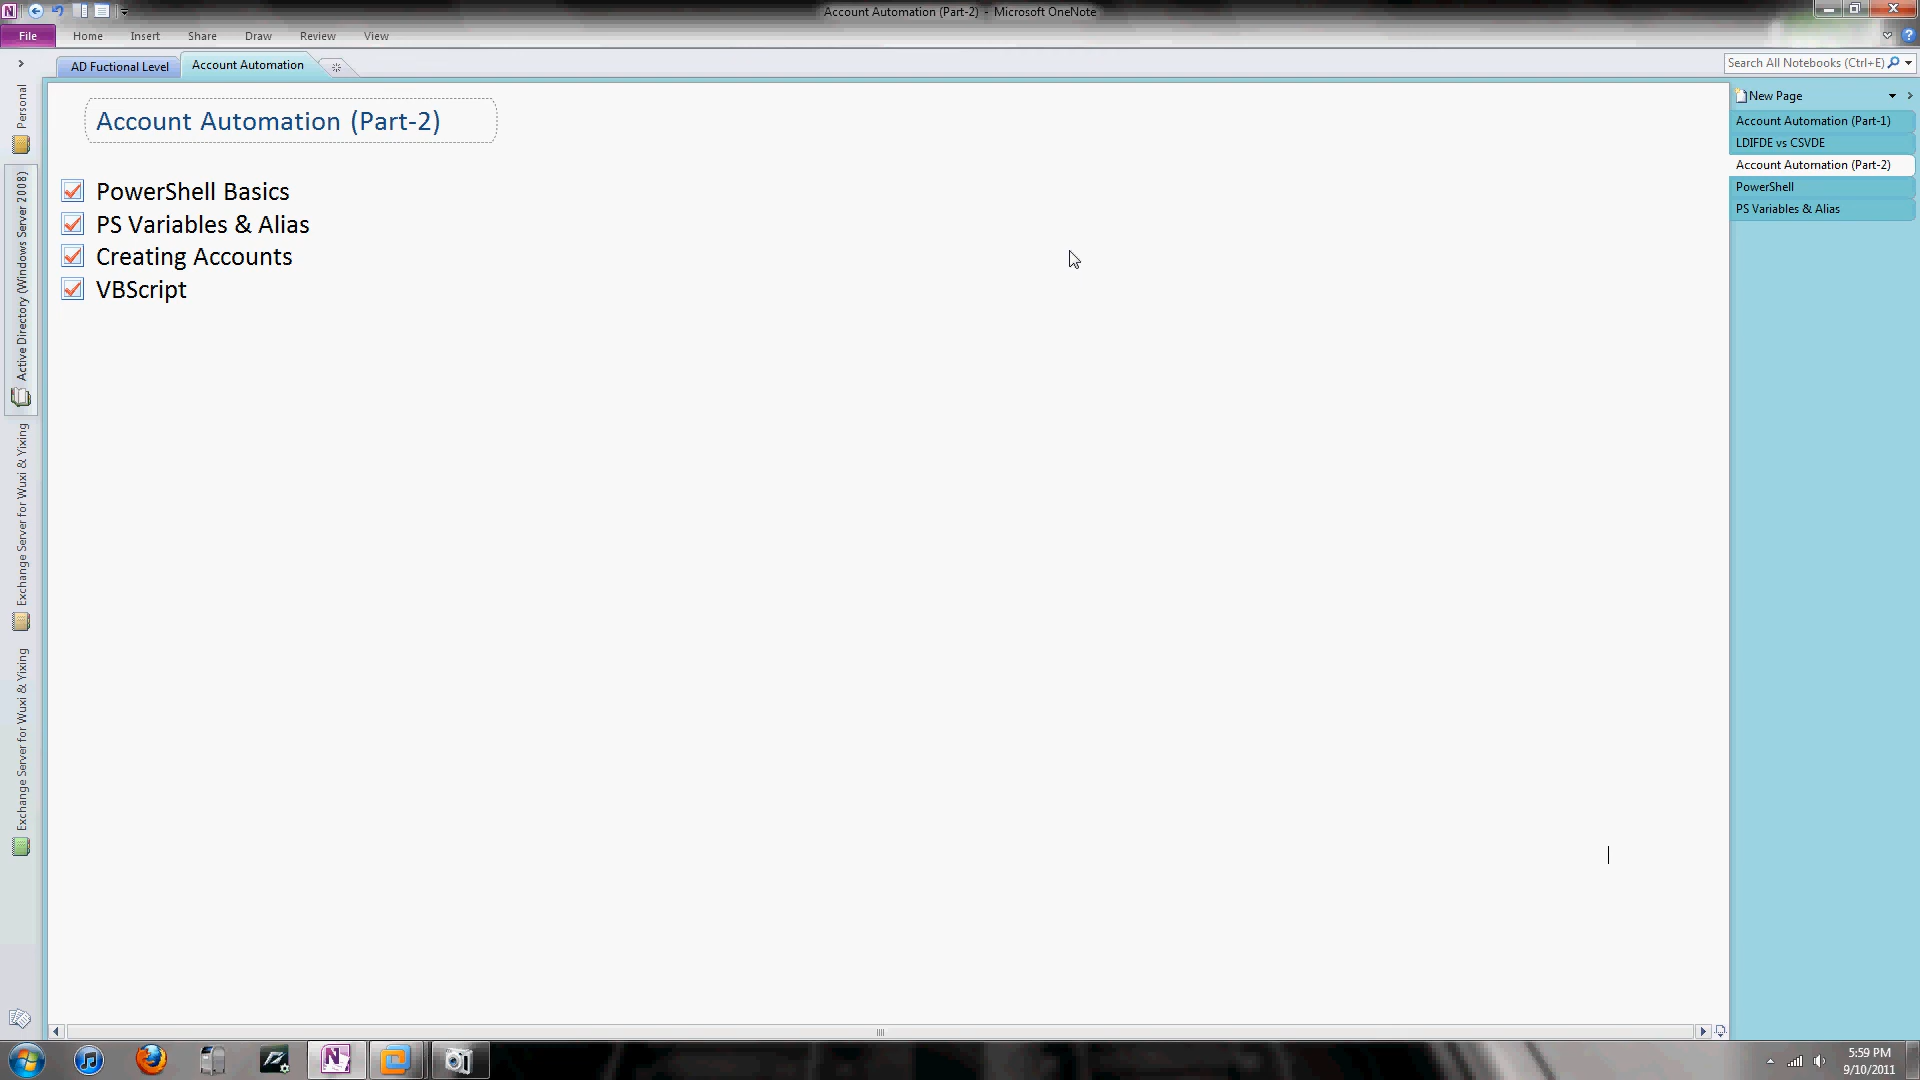 Account Automation (Part-2) - Microsoft OneNote
File Home Insert Share Draw Review View
AD Fuctional Level Account Automation
Search All Notebooks (Ctrl+E)
Personal
Active Directory (Windows Server 2008)
Exchange Server for Wuxi & Yixing
Exchange Server for Wuxi & Yixing
Account Automation (Part-2)
PowerShell Basics
PS Variables & Alias
Creating Accounts
VBScript
New Page
Account Automation (Part-1)
LDIFDE vs CSVDE
Account Automation (Part-2)
PowerShell
PS Variables & Alias
5:59 PM
9/10/2011